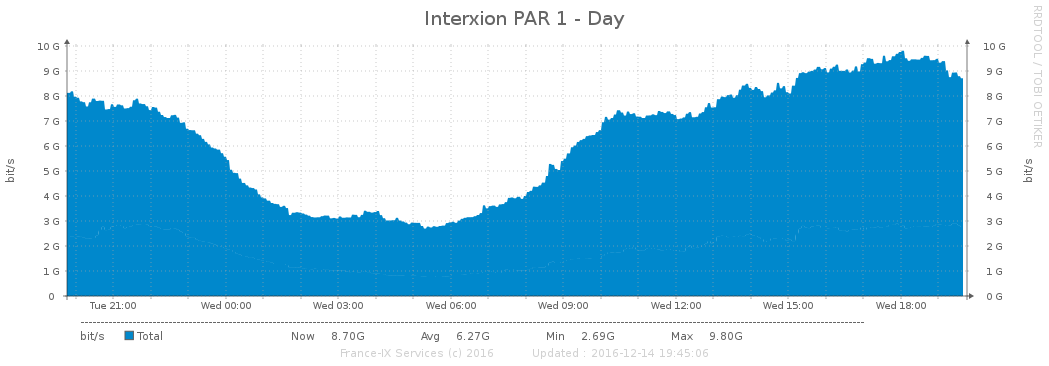 Interxion PAR 1 - Day
RRDTOOL / TOBI OETIKER
10 G 10 G
9 G 9 G
8 G 8 G
7 G 7 G
6 G 6 G
5 G 5 G
4 G 4 G
3 G 3 G
2 G 2 G
1 G 1 G
0 0 G
bit/s
bit/s
Tue 21:00 Wed 00:00 Wed 03:00 Wed 06:00 Wed 09:00 Wed 12:00 Wed 15:00 Wed 18:00
bit/s Total Now 8.70G Avg 6.27G Min 2.69G Max 9.80G
France-IX Services (c) 2016 Updated : 2016-12-14 19:45:06